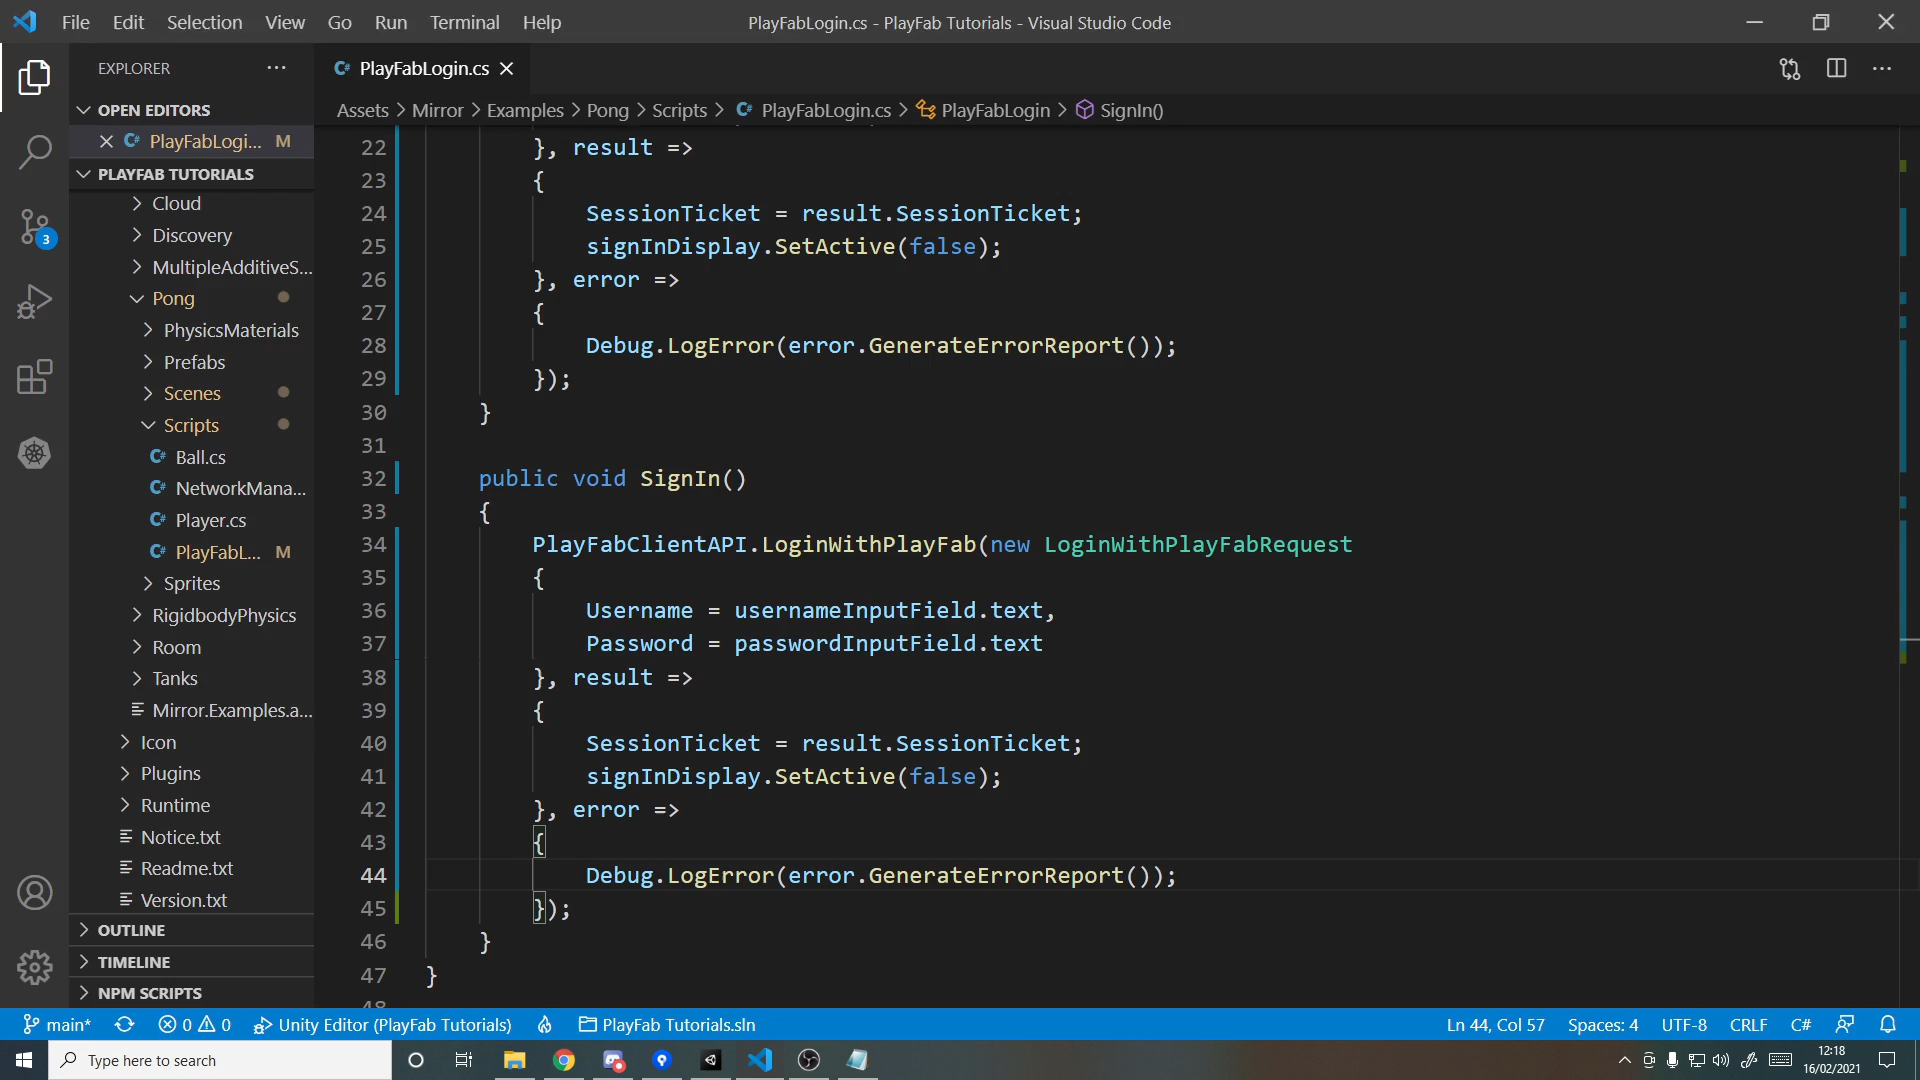 File Edit Selection View Go Run Terminal Help
PlayFabLogin.cs - PlayFab Tutorials - Visual Studio Code
EXPLORER
OPEN EDITORS
PlayFabLogi... M
PLAYFAB TUTORIALS
Cloud
Discovery
MultipleAdditiveS...
Pong
PhysicsMaterials
Prefabs
Scenes
Scripts
Ball.cs
NetworkMana...
Player.cs
PlayFabL... M
Sprites
RigidbodyPhysics
Room
Tanks
Mirror.Examples.a...
Icon
Plugins
Runtime
Notice.txt
Readme.txt
Version.txt
OUTLINE
TIMELINE
NPM SCRIPTS
3
PlayFabLogin.cs
Assets > Mirror > Examples > Pong > Scripts > PlayFabLogin.cs > PlayFabLogin > SignIn()
22 }, result =>
23 {
24 SessionTicket = result.SessionTicket;
25 signInDisplay.SetActive(false);
26 }, error =>
27 {
28 Debug.LogError(error.GenerateErrorReport());
29 });
30 }
31
32 public void SignIn()
33 {
34 PlayFabClientAPI.LoginWithPlayFab(new LoginWithPlayFabRequest
35 {
36 Username = usernameInputField.text,
37 Password = passwordInputField.text
38 }, result =>
39 {
40 SessionTicket = result.SessionTicket;
41 signInDisplay.SetActive(false);
42 }, error =>
43 {
44 Debug.LogError(error.GenerateErrorReport());
45 });
46 }
47 }
48
main* 0 0 Unity Editor (PlayFab Tutorials) PlayFab Tutorials.sln Ln 44, Col 57 Spaces: 4 UTF-8 CRLF C#
Type here to search
12:18
16/02/2021